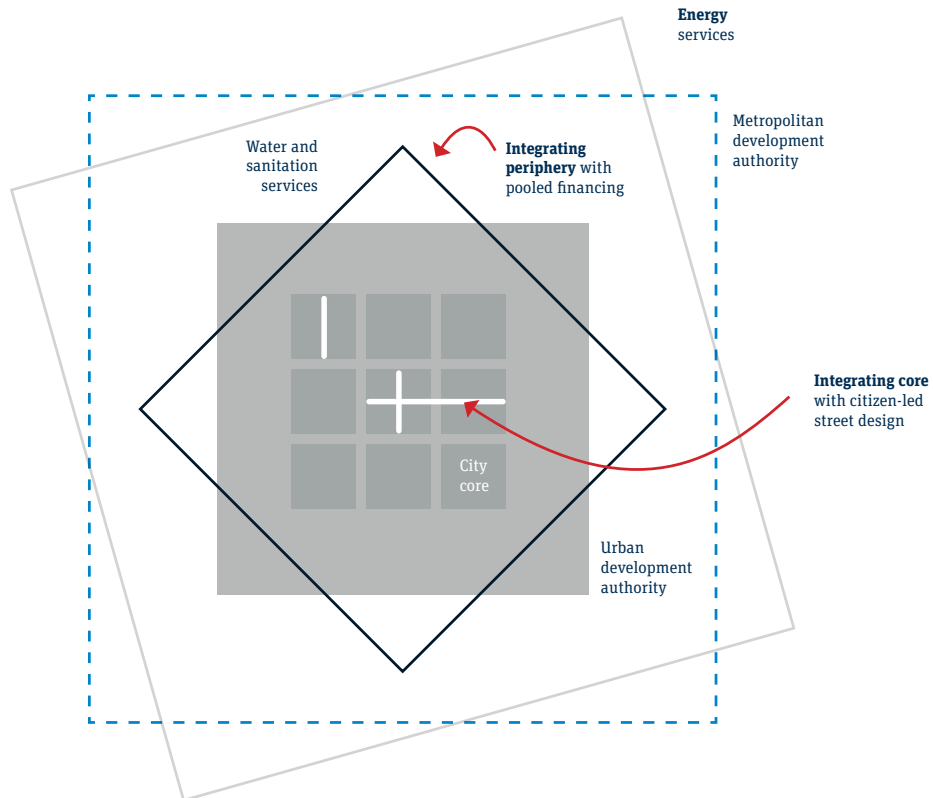 Energy
services
Metropolitan
development
authority
Water and
sanitation
services
Integrating
periphery with
pooled financing
Integrating core
with citizen-led
street design
City
core
Urban
development
authority